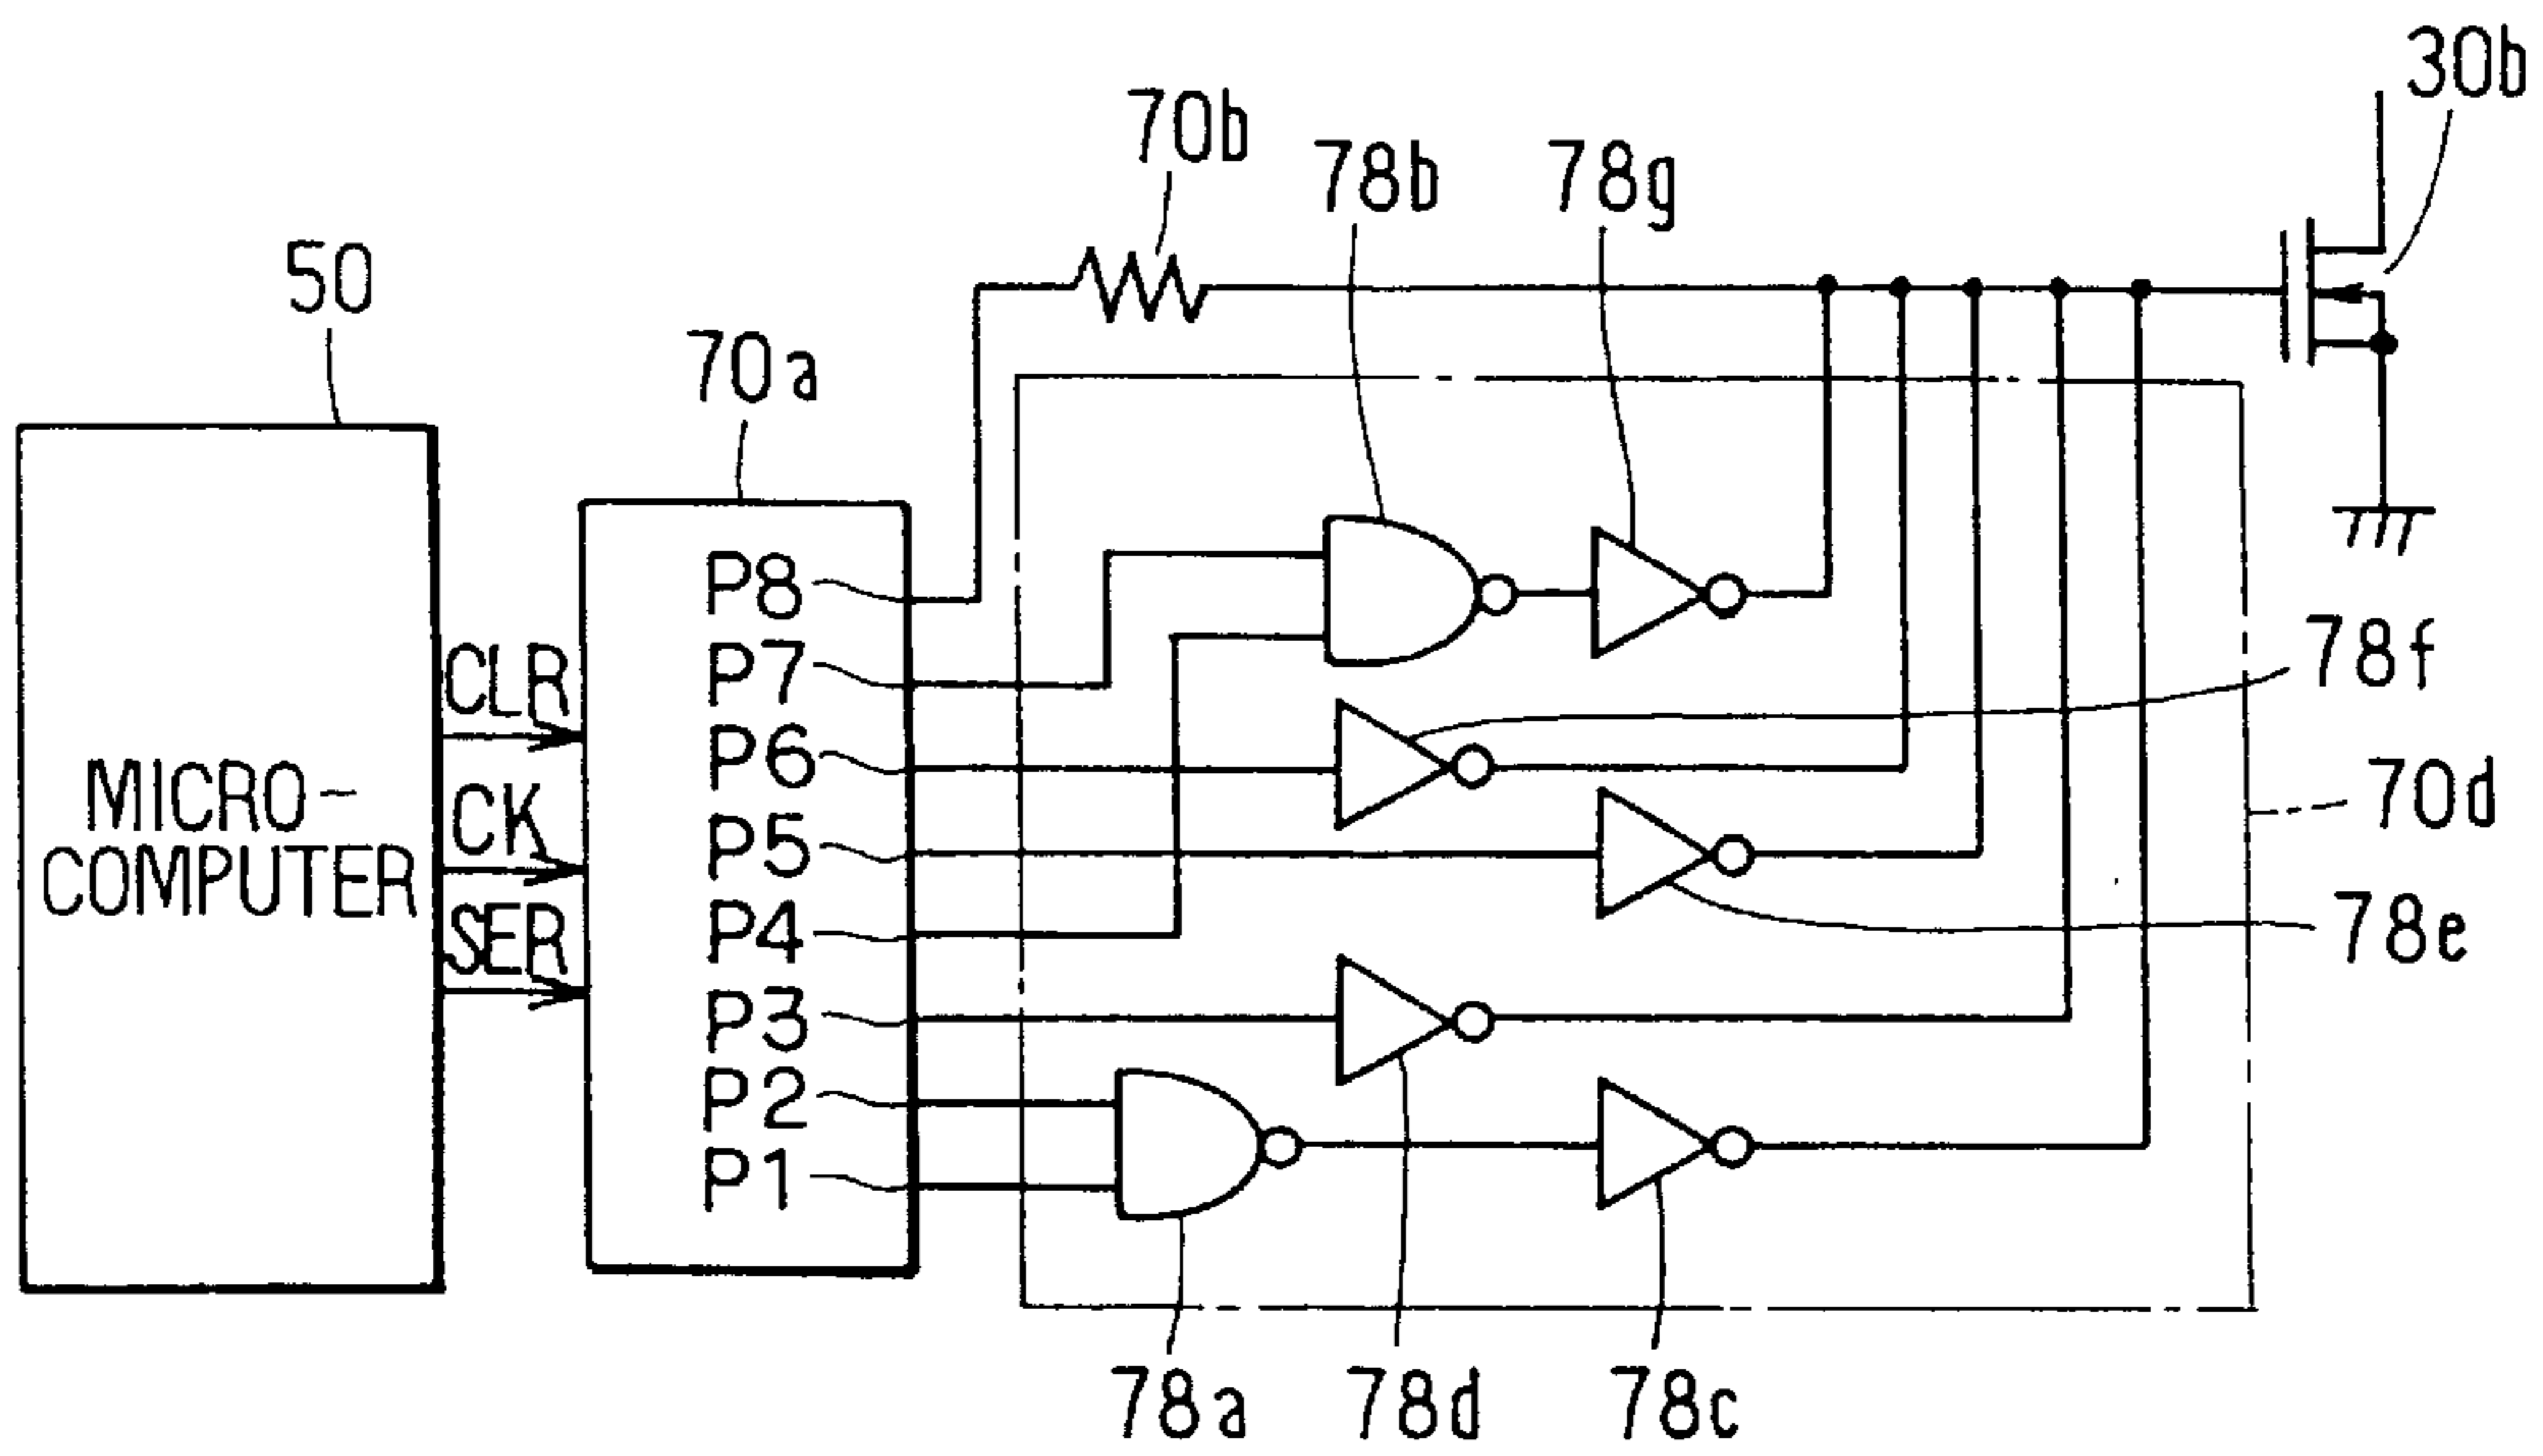 30b
70b
78b
78g
50
70a
P8
P7
CLR
78f
P6
MICRO-
COMPUTER
CK
70d
P5
P4
SER
78e
P3
P2
P1
78a
78d
78c